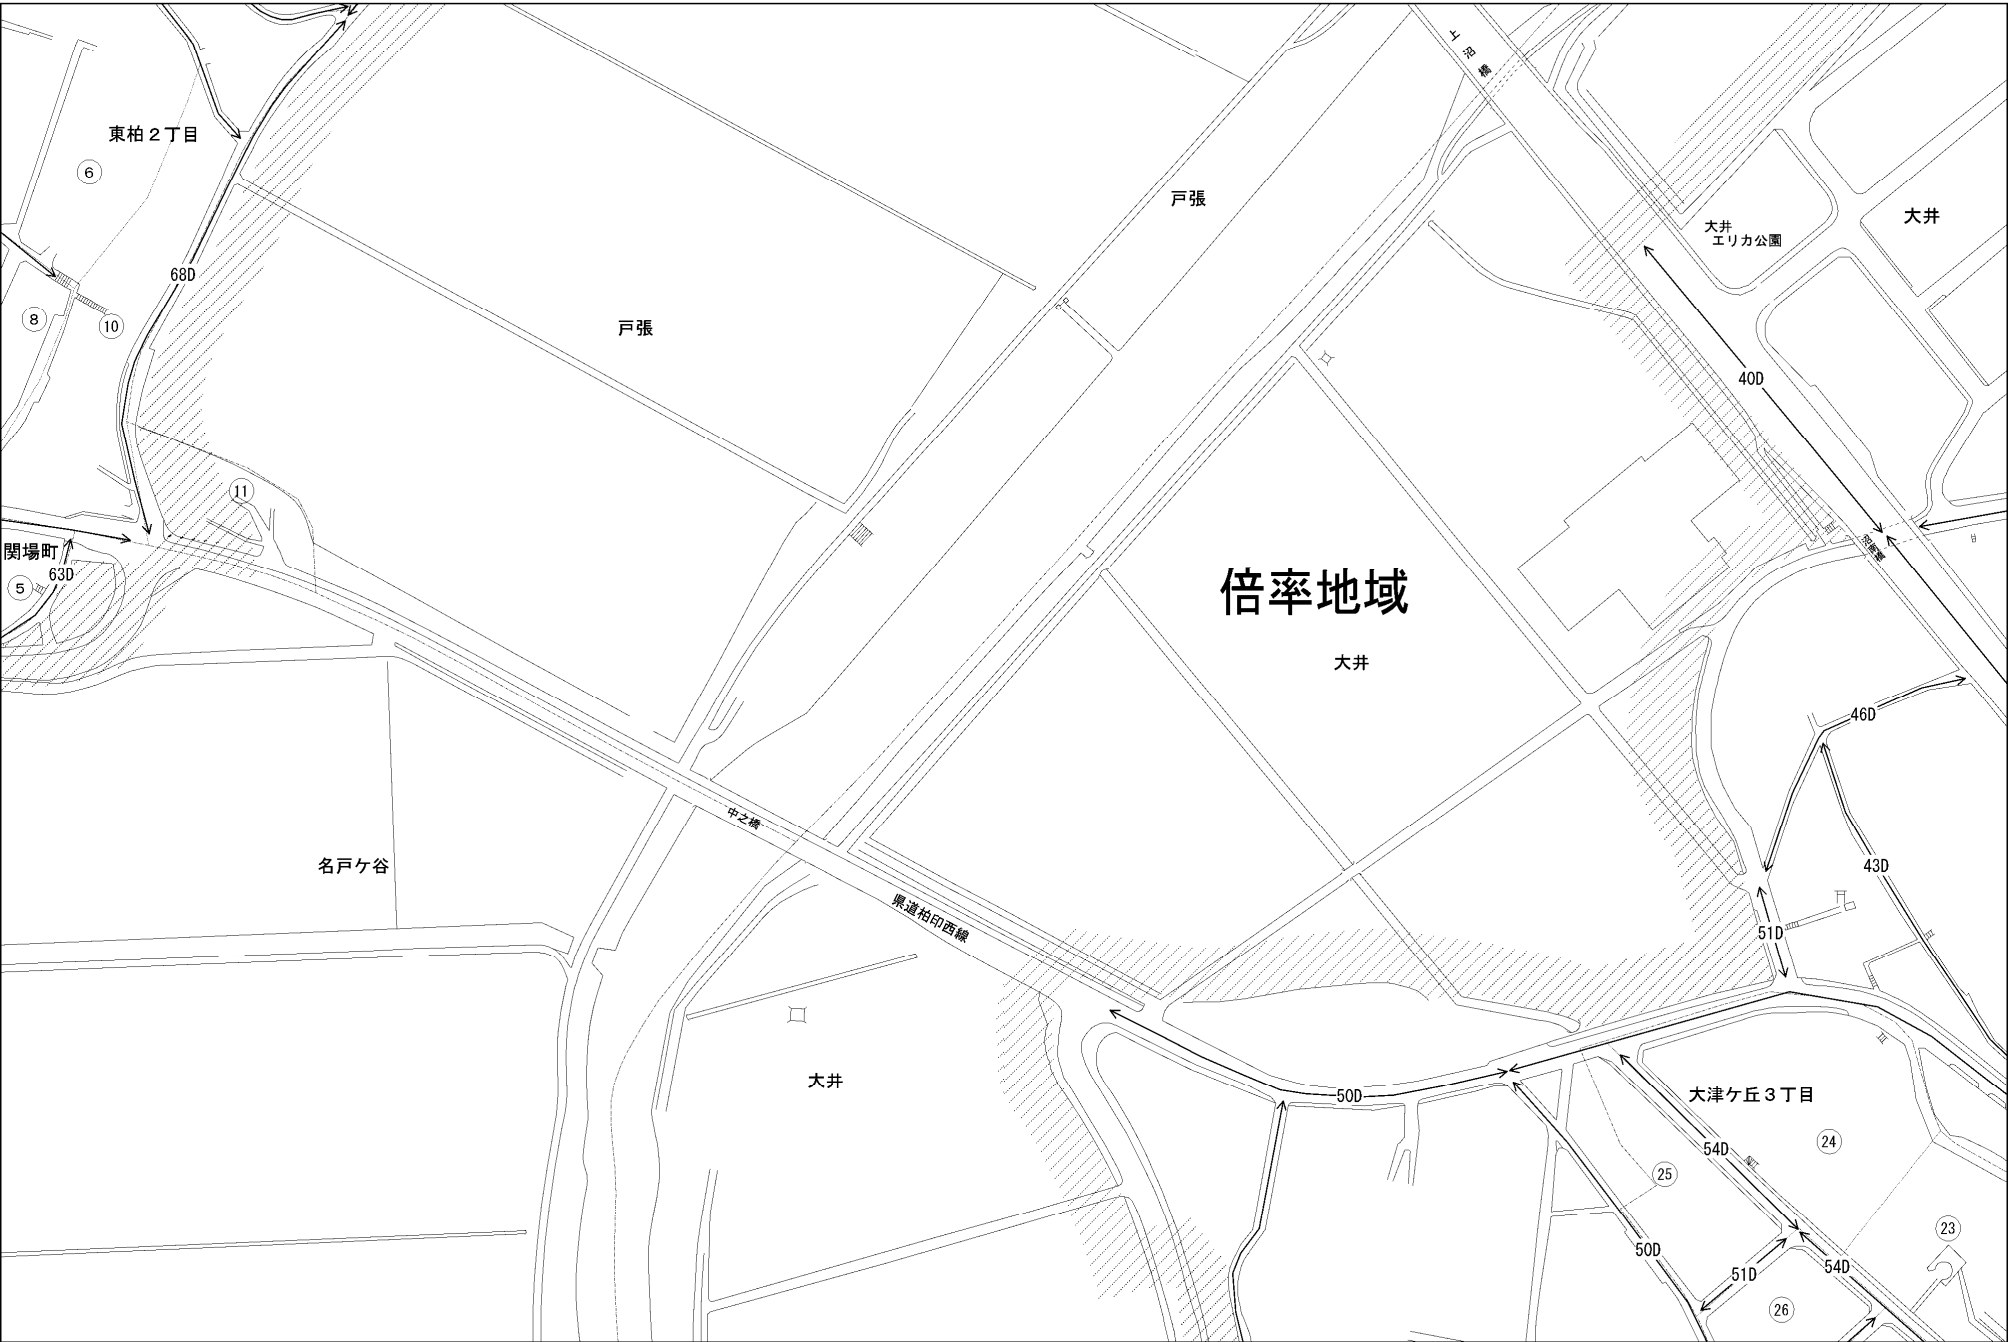 上沼橋
東柏２丁目
6
戸張
大井
大井
エリカ公園
68D
8
10
戸張
40D
11
関場町
63D
5
倍率地域
沼南橋
大井
46D
中之橋
名戸ケ谷
43D
県道柏印西線
51D
大井
50D
大津ケ丘３丁目
24
54D
25
23
50D
51D
54D
26